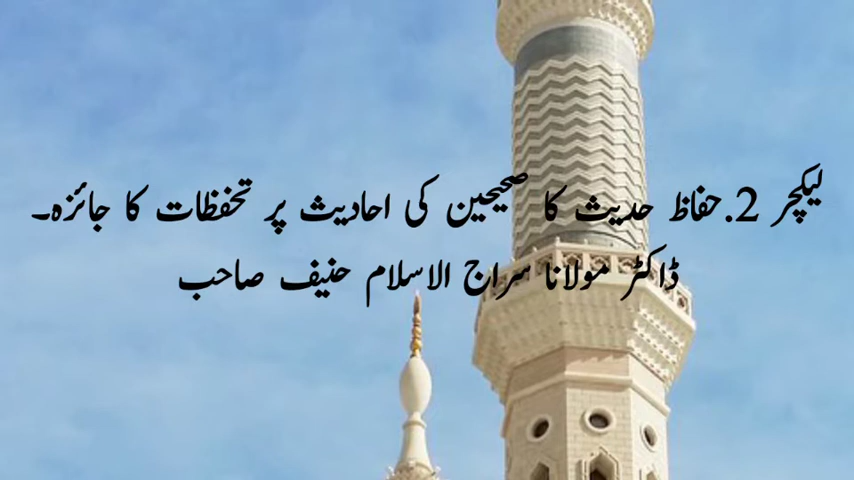 لیکچر 2.حفاظ حدیث کا صحیحین کی احادیث پر تحفظات کا جائزہ۔
ڈاکٹر مولانا سراج الاسلام حنیف صاحب